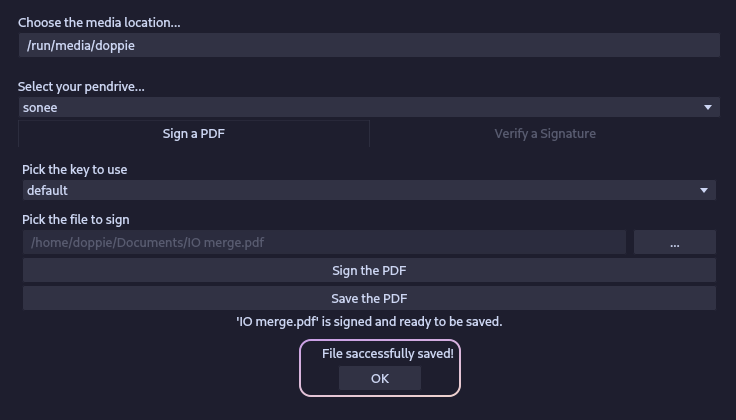 Choose the media location...
/run/media/doppie
Select your pendrive...
sonee
Sign a PDF
Verify a Signature
Pick the key to use
default
Pick the file to sign
/home/doppie/Documents/IO merge.pdf
...
Sign the PDF
Save the PDF
'IO merge.pdf' is signed and ready to be saved.
File saccessfully saved!
OK